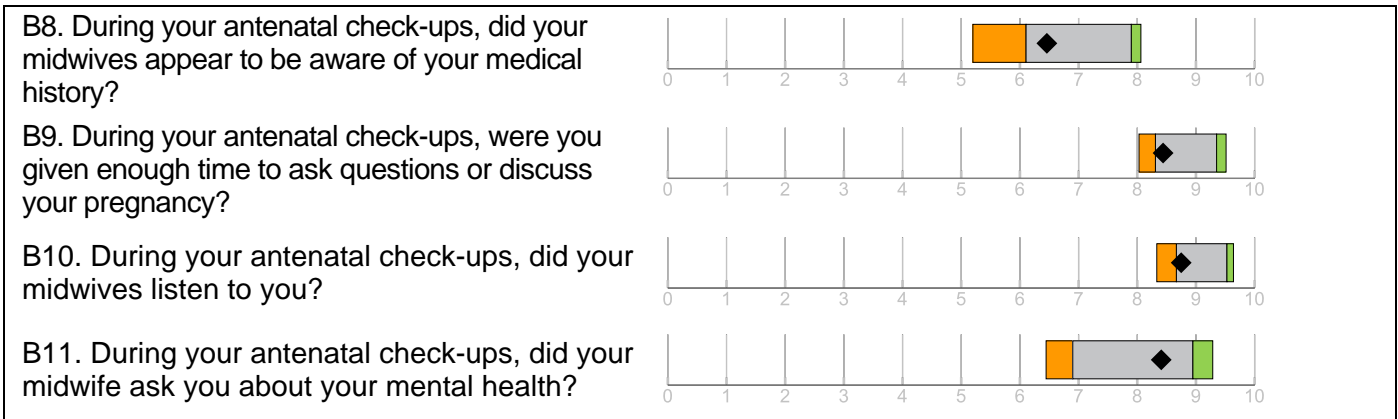 B8. During your antenatal check-ups, did your
midwives appear to be aware of your medical
history?
0 1 2 3 4 5 6 7 8 9 10
B9. During your antenatal check-ups, were you
given enough time to ask questions or discuss
your pregnancy?
0 1 2 3 4 5 6 7 8 9 10
B10. During your antenatal check-ups, did your
midwives listen to you?
0 1 2 3 4 5 6 7 8 9 10
B11. During your antenatal check-ups, did your
midwife ask you about your mental health?
0 1 2 3 4 5 6 7 8 9 10